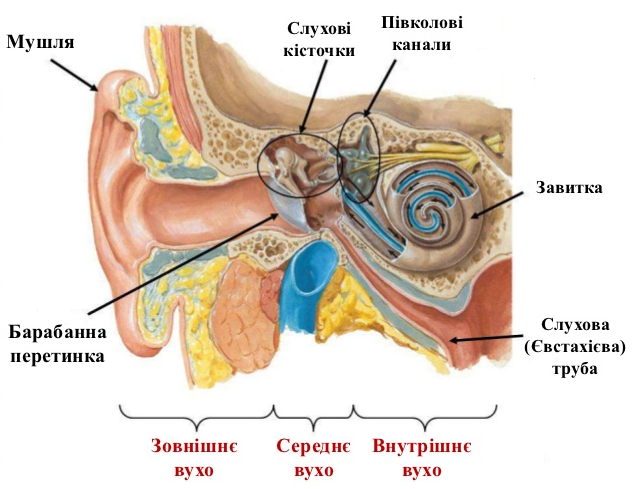 Мушля
Слухові
кісточки
Півколові
канали
Завитка
Барабанна
перетинка
Слухова
(Євстахієва)
труба
Зовнішнє
вухо
Середнє
вухо
Внутрішнє
вухо